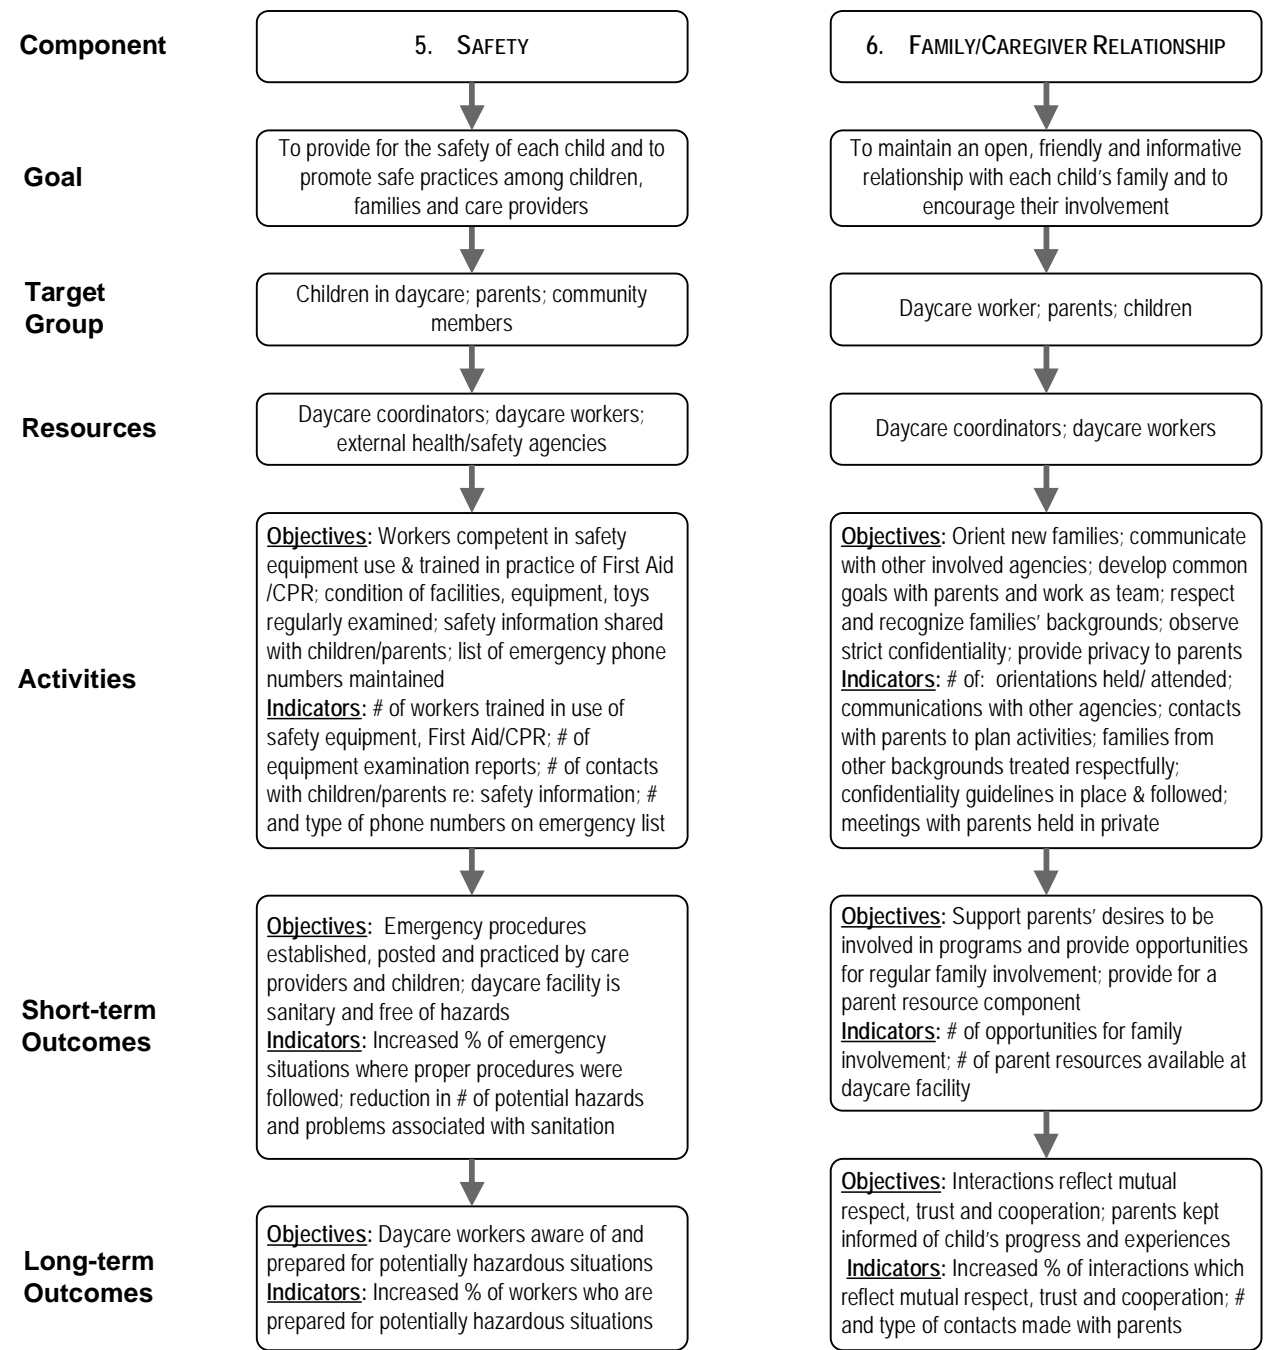 Component
5. SAFETY
6. FAMILY/CAREGIVER RELATIONSHIP
Goal
To provide for the safety of each child and to
promote safe practices among children,
families and care providers
To maintain an open, friendly and informative
relationship with each child's family and to
encourage their involvement
Target
Group
Children in daycare; parents; community
members
Daycare worker; parents; children
Resources
Daycare coordinators; daycare workers;
external health/safety agencies
Daycare coordinators; daycare workers
Activities
Objectives: Workers competent in safety
equipment use & trained in practice of First Aid
/CPR; condition of facilities, equipment, toys
regularly examined; safety information shared
with children/parents; list of emergency phone
numbers maintained
Indicators: # of workers trained in use of
safety equipment, First Aid/CPR; # of
equipment examination reports; # of contacts
with children/parents re: safety information; #
and type of phone numbers on emergency list
Objectives: Orient new families; communicate
with other involved agencies; develop common
goals with parents and work as team; respect
and recognize families' backgrounds; observe
strict confidentiality; provide privacy to parents
Indicators: # of: orientations held/ attended;
communications with other agencies; contacts
with parents to plan activities; families from
other backgrounds treated respectfully;
confidentiality guidelines in place & followed;
meetings with parents held in private
Short-term
Outcomes
Objectives: Emergency procedures
established, posted and practiced by care
providers and children; daycare facility is
sanitary and free of hazards
Indicators: Increased % of emergency
situations where proper procedures were
followed; reduction in # of potential hazards
and problems associated with sanitation
Objectives: Support parents' desires to be
involved in programs and provide opportunities
for regular family involvement; provide for a
parent resource component
Indicators: # of opportunities for family
involvement; # of parent resources available at
daycare facility
Long-term
Outcomes
Objectives: Daycare workers aware of and
prepared for potentially hazardous situations
Indicators: Increased % of workers who are
prepared for potentially hazardous situations
Objectives: Interactions reflect mutual
respect, trust and cooperation; parents kept
informed of child's progress and experiences
Indicators: Increased % of interactions which
reflect mutual respect, trust and cooperation; #
and type of contacts made with parents